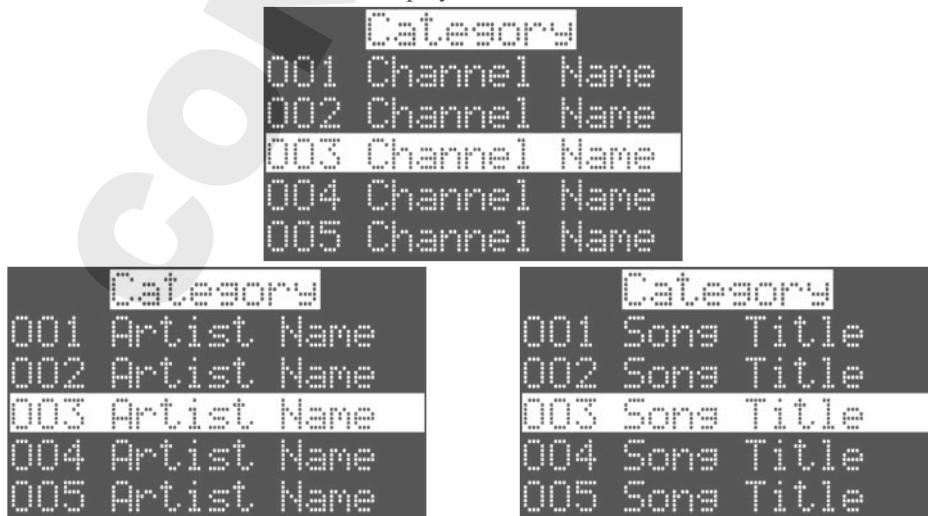 Category
001 Channel Name
002 Channel Name
003 Channel Name
004 Channel Name
005 Channel Name
Category
001 Artist Name
002 Artist Name
003 Artist Name
004 Artist Name
005 Artist Name
Category
001 Song Title
002 Song Title
003 Song Title
004 Song Title
005 Song Title